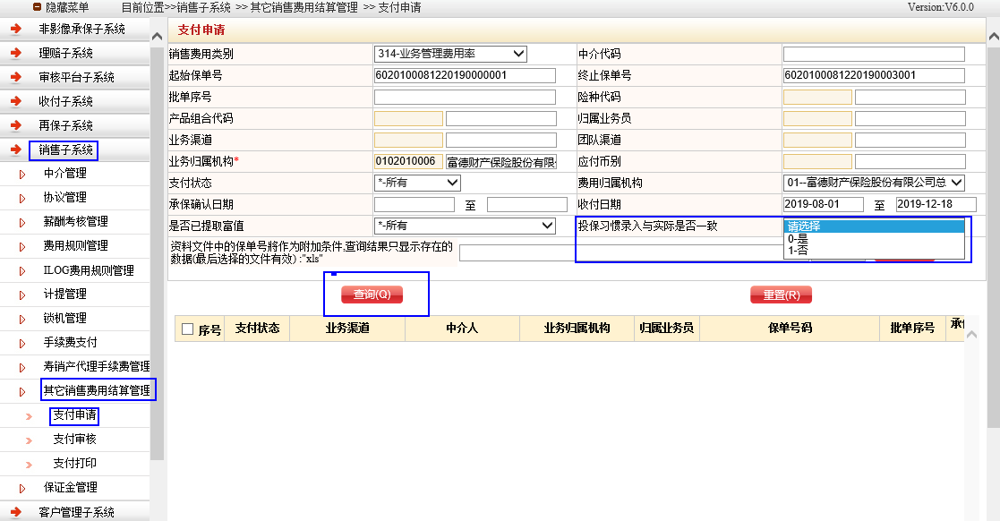 隐藏菜单 目前位置>>销售子系统 >> 其它销售费用结算管理 >> 支付申请 Version:V6.0.0
非影像承保子系统
理赔子系统
审核平台子系统
收付子系统
再保子系统
销售子系统
中介管理
协议管理
薪酬考核管理
费用规则管理
ILOG费用规则管理
计提管理
锁机管理
手续费支付
寿销产代理手续费管理
其它销售费用结算管理
支付申请
支付审核
支付打印
保证金管理
客户管理子系统
支付申请
销售费用类别 314-业务管理费用率 中介代码
起始保单号 6020100081220190000001 终止保单号 6020100081220190003001
批单序号 险种代码
产品组合代码 归属业务员
业务渠道 团队渠道
业务归属机构* 0102010006 富德财产保险股份有限 应付币别
支付状态 *-所有 费用归属机构 01--富德财产保险股份有限公司总
承保确认日期 至 收付日期 2019-08-01 至 2019-12-18
是否已提取富值 *-所有 投保习惯录入与实际是否一致 请选择
0-是
1-否
资料文件中的保单号将作为附加条件,查询结果只显示存在的
数据(最后选择的文件有效) :"xls"
查询(Q) 重置(R)
序号 支付状态 业务渠道 中介人 业务归属机构 归属业务员 保单号码 批单序号 承